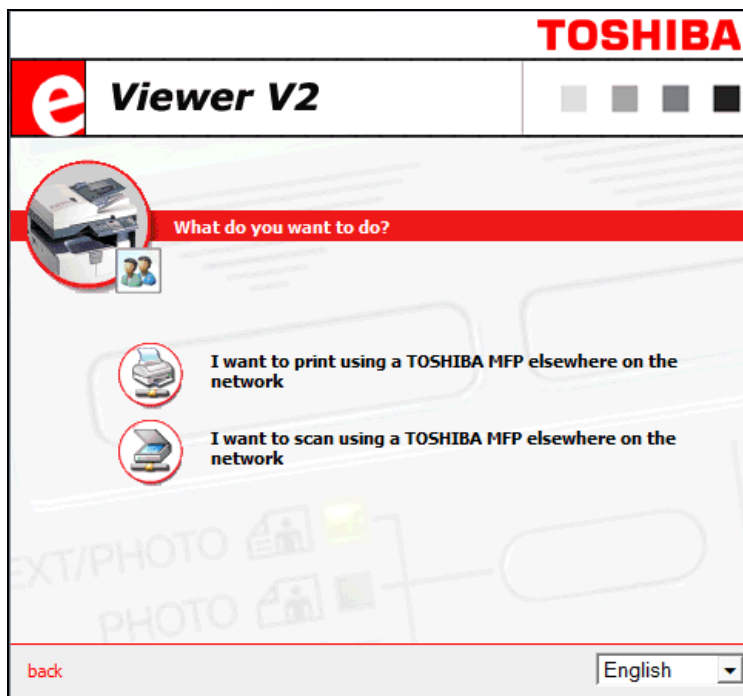 TOSHIBA
e Viewer V2
What do you want to do?
I want to print using a TOSHIBA MFP elsewhere on the
network
I want to scan using a TOSHIBA MFP elsewhere on the
network
EXT/PHOTO
PHOTO
back
English